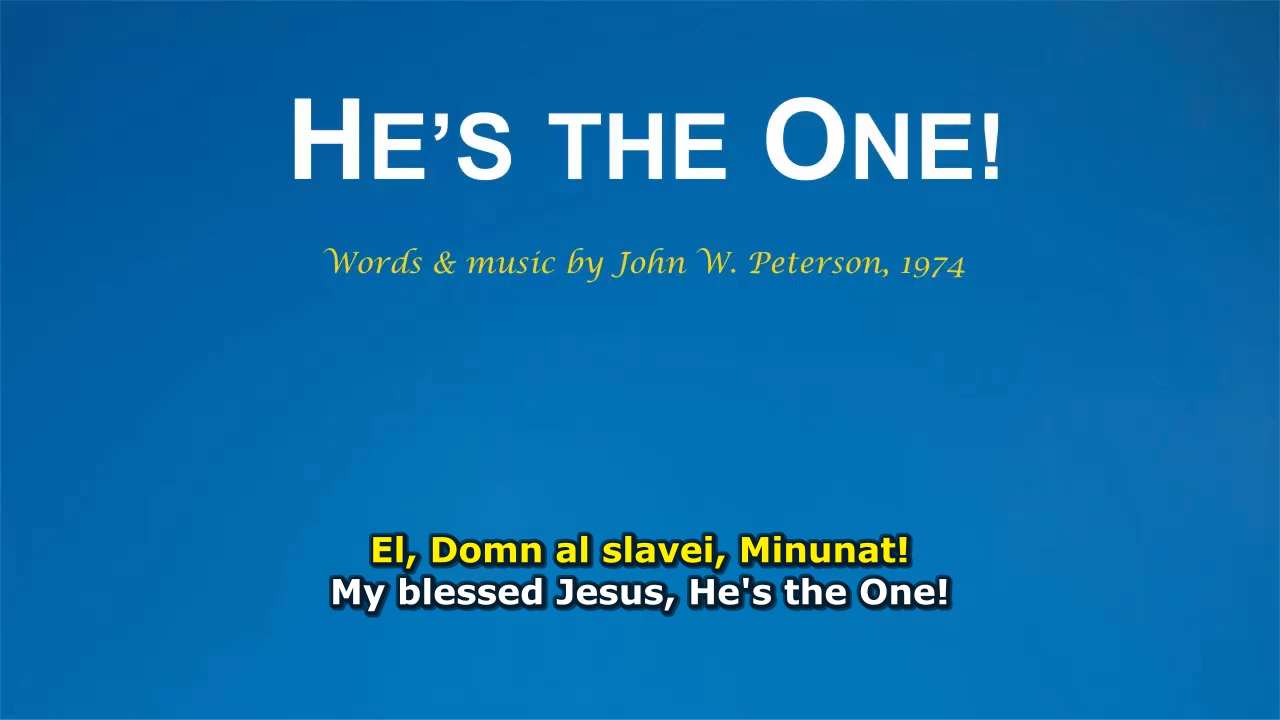 HE’S THE ONE!
Words & music by John W. Peterson, 1974
El, Domn al slavei, Minunat!
My blessed Jesus, He's the One!